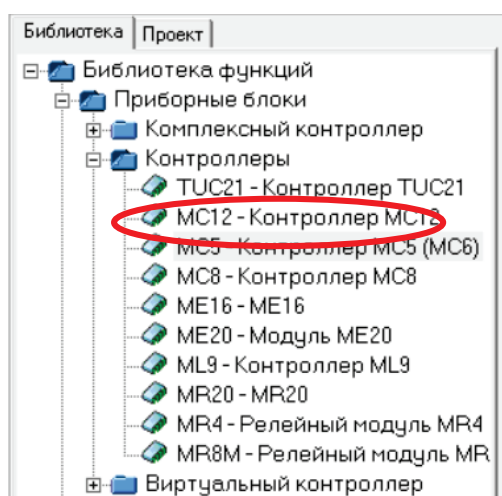 Библиотека Проект
Библиотека функций
Приборные блоки
Комплексный контроллер
Контроллеры
TUC21 - Контроллер TUC21
MC12 - Контроллер MC12
MC5 - Контроллер MC5 (MC6)
MC8 - Контроллер MC8
ME16 - ME16
ME20 - Модуль ME20
ML9 - Контроллер ML9
MR20 - MR20
MR4 - Релейный модуль MR4
MR8M - Релейный модуль MR
Виртуальный контроллер